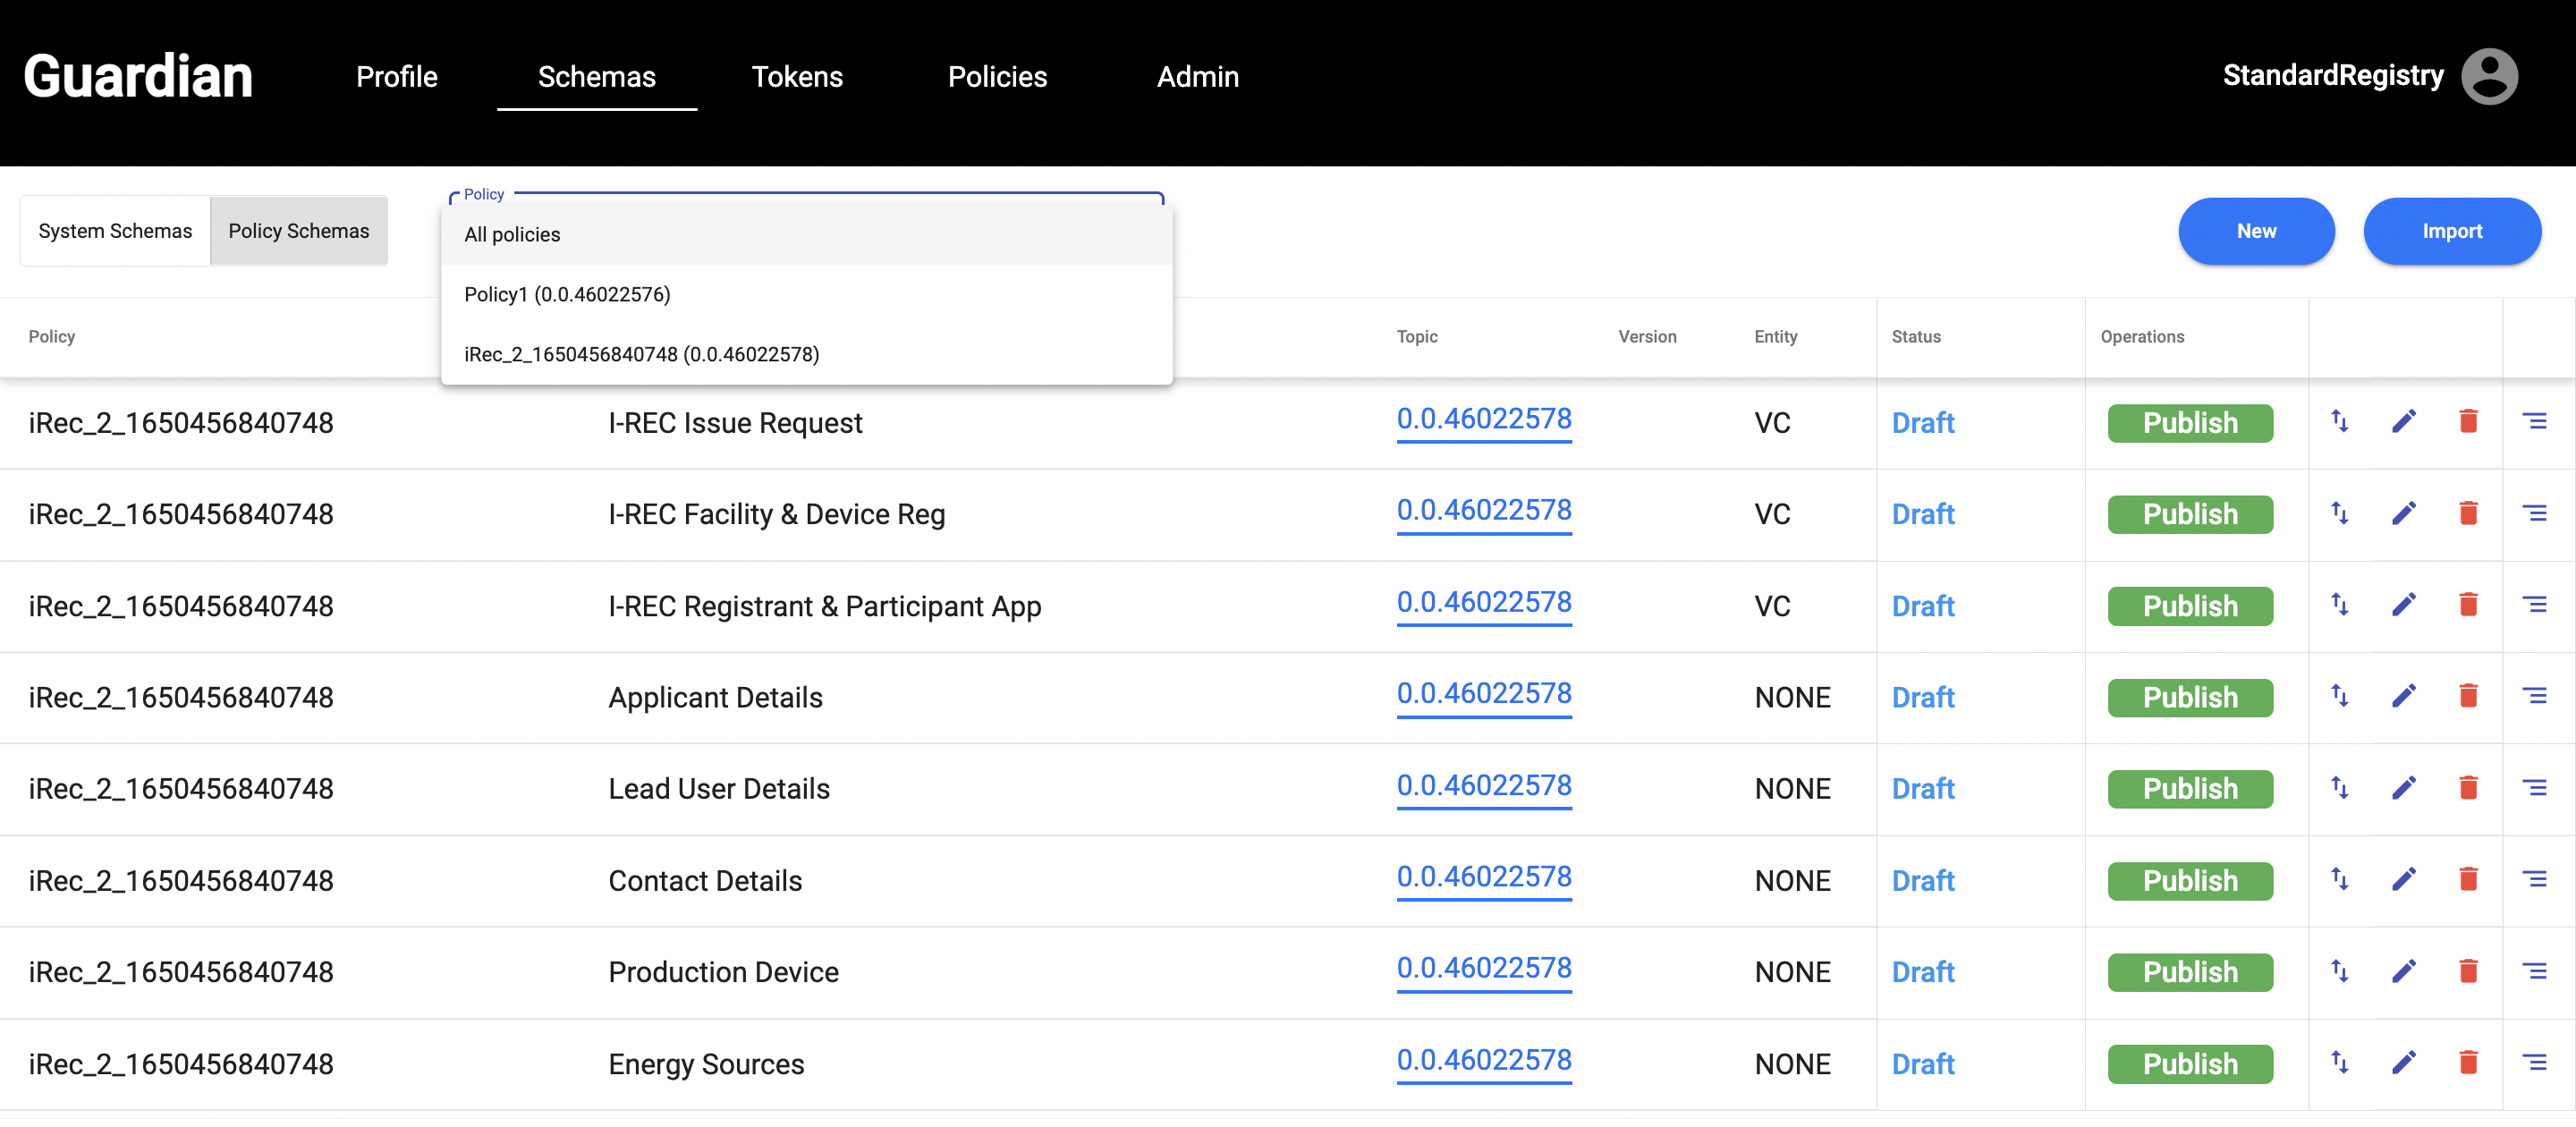 Guardian Profile Schemas Tokens Policies Admin StandardRegistry
System Schemas Policy Schemas Policy New Import
All policies
Policy1 (0.0.46022576)
iRec_2_1650456840748 (0.0.46022578)
Policy Topic Version Entity Status Operations
iRec_2_1650456840748 I-REC Issue Request 0.0.46022578 VC Draft Publish
iRec_2_1650456840748 I-REC Facility & Device Reg 0.0.46022578 VC Draft Publish
iRec_2_1650456840748 I-REC Registrant & Participant App 0.0.46022578 VC Draft Publish
iRec_2_1650456840748 Applicant Details 0.0.46022578 NONE Draft Publish
iRec_2_1650456840748 Lead User Details 0.0.46022578 NONE Draft Publish
iRec_2_1650456840748 Contact Details 0.0.46022578 NONE Draft Publish
iRec_2_1650456840748 Production Device 0.0.46022578 NONE Draft Publish
iRec_2_1650456840748 Energy Sources 0.0.46022578 NONE Draft Publish